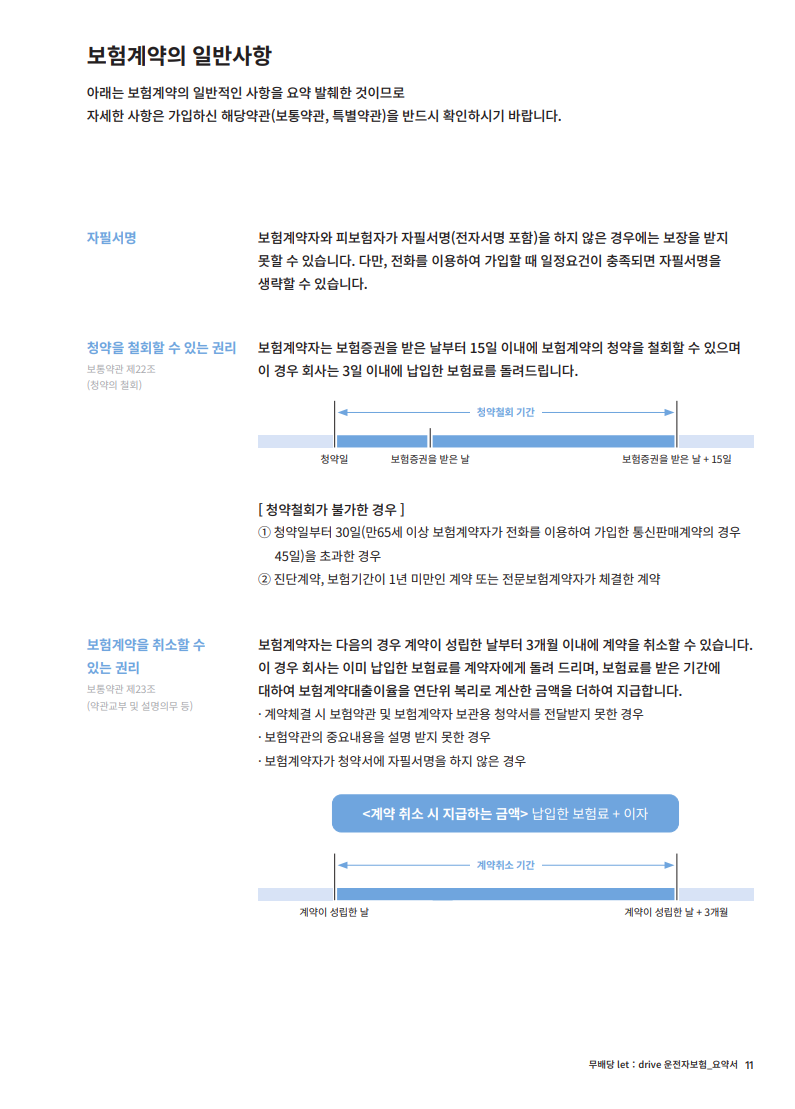 보험계약의 일반사항
아래는 보험계약의 일반적인 사항을 요약 발췌한 것이므로
자세한 사항은 가입하신 해당약관(보통약관, 특별약관)을 반드시 확인하시기 바랍니다.
자필서명
보험계약자와 피보험자가 자필서명(전자서명 포함)을 하지 않은 경우에는 보장을 받지
못할 수 있습니다. 다만, 전화를 이용하여 가입할 때 일정요건이 충족되면 자필서명을
생략할 수 있습니다.
청약을 철회할 수 있는 권리
보통약관 제22조
(청약의 철회)
보험계약자는 보험증권을 받은 날부터 15일 이내에 보험계약의 청약을 철회할 수 있으며
이 경우 회사는 3일 이내에 납입한 보험료를 돌려드립니다.
청약철회 기간
청약일 보험증권을 받은 날 보험증권을 받은 날 + 15일
[ 청약철회가 불가한 경우 ]
① 청약일부터 30일(만65세 이상 보험계약자가 전화를 이용하여 가입한 통신판매계약의 경우
45일)을 초과한 경우
② 진단계약, 보험기간이 1년 미만인 계약 또는 전문보험계약자가 체결한 계약
보험계약을 취소할 수
있는 권리
보통약관 제23조
(약관교부 및 설명의무 등)
보험계약자는 다음의 경우 계약이 성립한 날부터 3개월 이내에 계약을 취소할 수 있습니다.
이 경우 회사는 이미 납입한 보험료를 계약자에게 돌려 드리며, 보험료를 받은 기간에
대하여 보험계약대출이율을 연단위 복리로 계산한 금액을 더하여 지급합니다.
· 계약체결 시 보험약관 및 보험계약자 보관용 청약서를 전달받지 못한 경우
· 보험약관의 중요내용을 설명 받지 못한 경우
· 보험계약자가 청약서에 자필서명을 하지 않은 경우
<계약 취소 시 지급하는 금액> 납입한 보험료 + 이자
계약취소 기간
계약이 성립한 날 계약이 성립한 날 + 3개월
무배당 let : drive 운전자보험_요약서 11